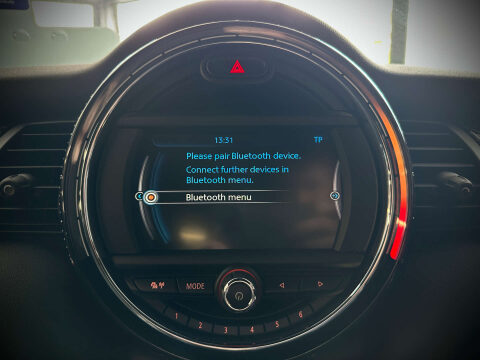 13:31 TP
Please pair Bluetooth device.
Connect further devices in
Bluetooth menu.
Bluetooth menu
MODE
1 2 3 4 5 6